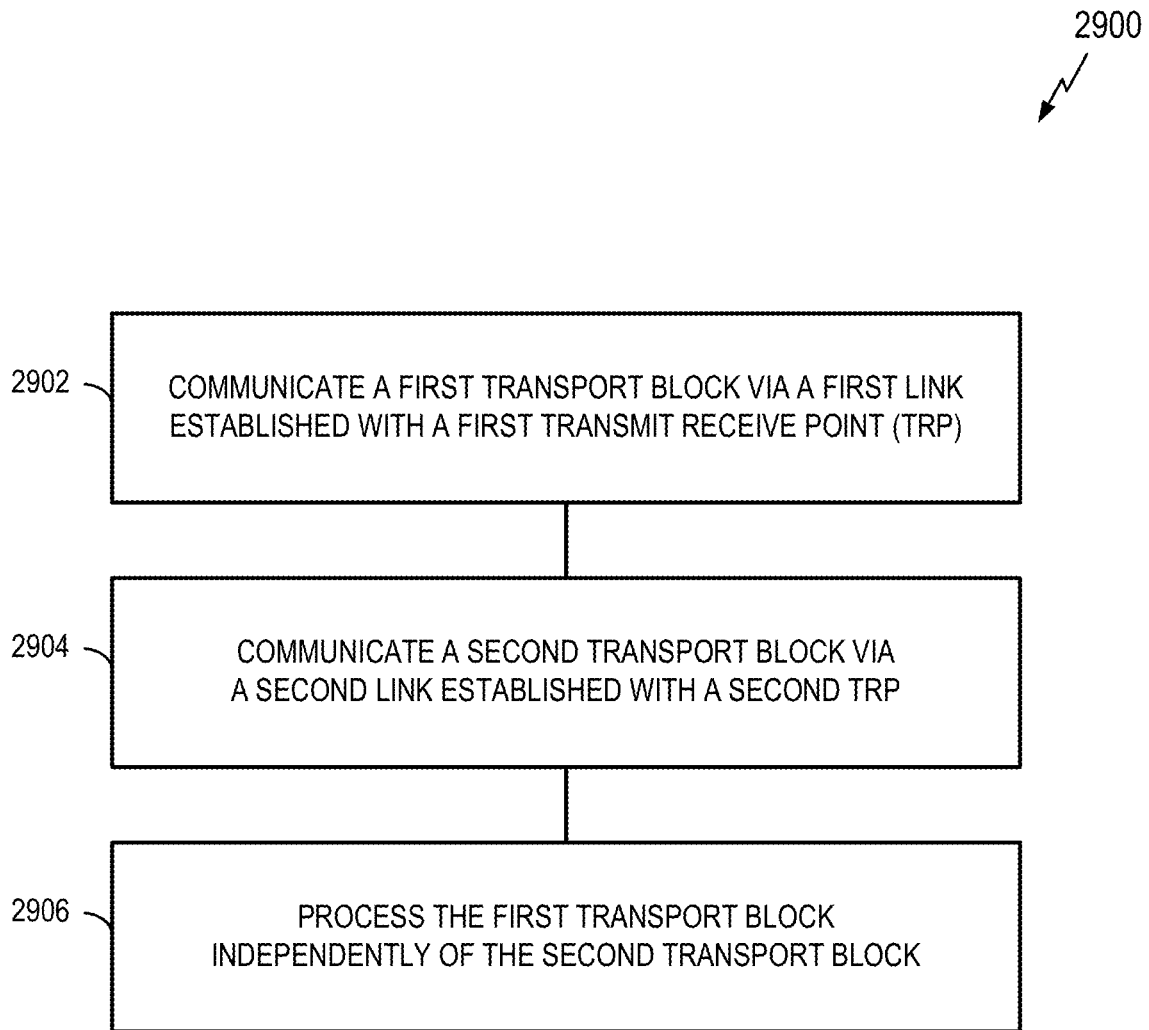 2900
2902
COMMUNICATE A FIRST TRANSPORT BLOCK VIA A FIRST LINK
ESTABLISHED WITH A FIRST TRANSMIT RECEIVE POINT (TRP)
2904
COMMUNICATE A SECOND TRANSPORT BLOCK VIA
A SECOND LINK ESTABLISHED WITH A SECOND TRP
2906
PROCESS THE FIRST TRANSPORT BLOCK
INDEPENDENTLY OF THE SECOND TRANSPORT BLOCK